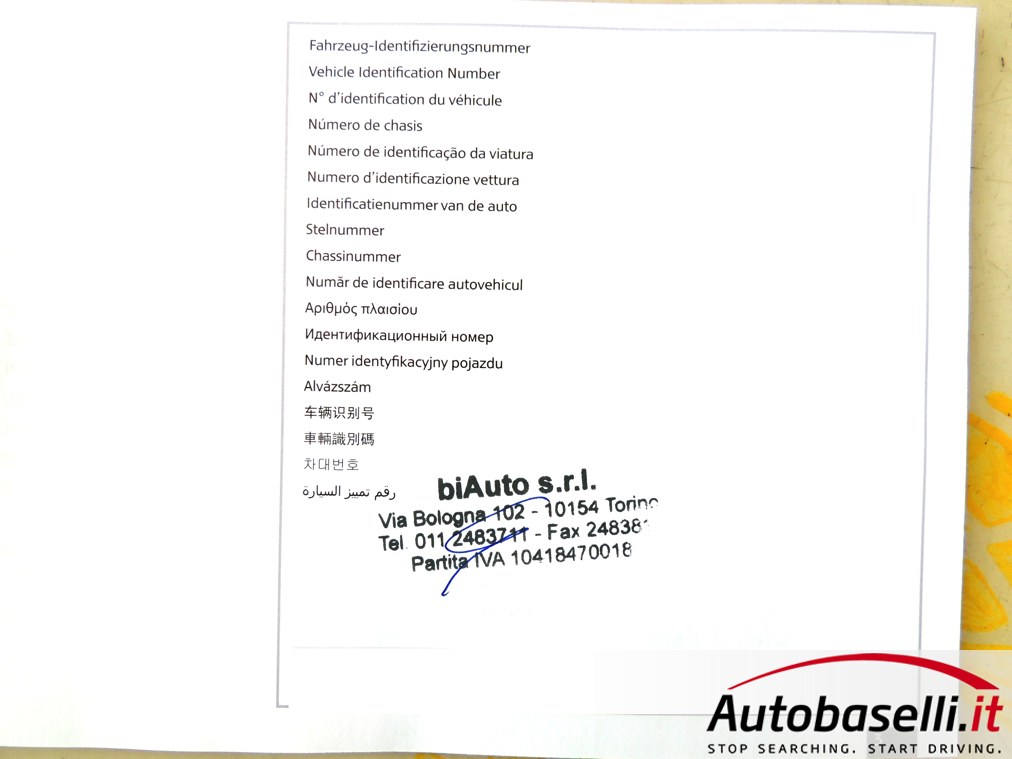 Fahrzeug-Identifizierungsnummer
Vehicle Identification Number
N° d'identification du véhicule
Número de chasis
Número de identificação da viatura
Numero d'identificazione vettura
Identificatienummer van de auto
Stelnummer
Chassinummer
Număr de identificare autovehicul
Αριθμός πλαισίου
Идентификационный номер
Numer identyfikacyjny pojazdu
Alvázszám
车辆识别号
車輛識別碼
차대번호
رقم تمييز السيارة
biAuto s.r.l.
Via Bologna 102 - 10154 Torino
Tel. 011 2483711 - Fax
Partita IVA 10418470018
Autobaselli.it
STOP SEARCHING. START DRIVING.